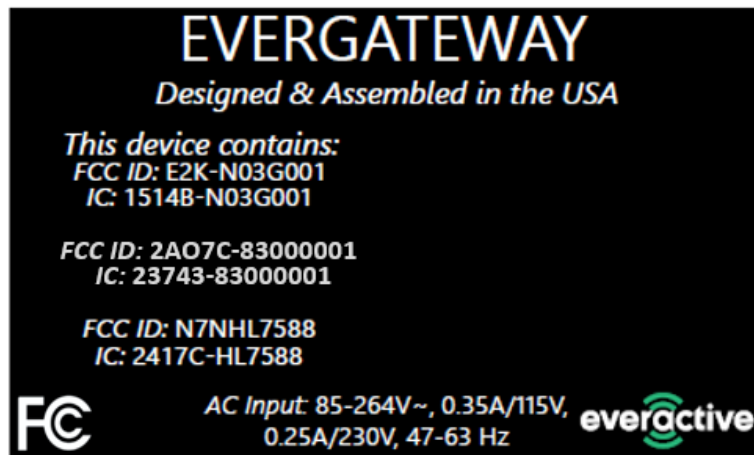 EVERGATEWAY
Designed & Assembled in the USA
This device contains:
FCC ID: E2K-N03G001
IC: 1514B-N03G001
FCC ID: 2AO7C-83000001
IC: 23743-83000001
FCC ID: N7NHL7588
IC: 2417C-HL7588
FC
AC Input: 85-264V~, 0.35A/115V,
0.25A/230V, 47-63 Hz
everactive